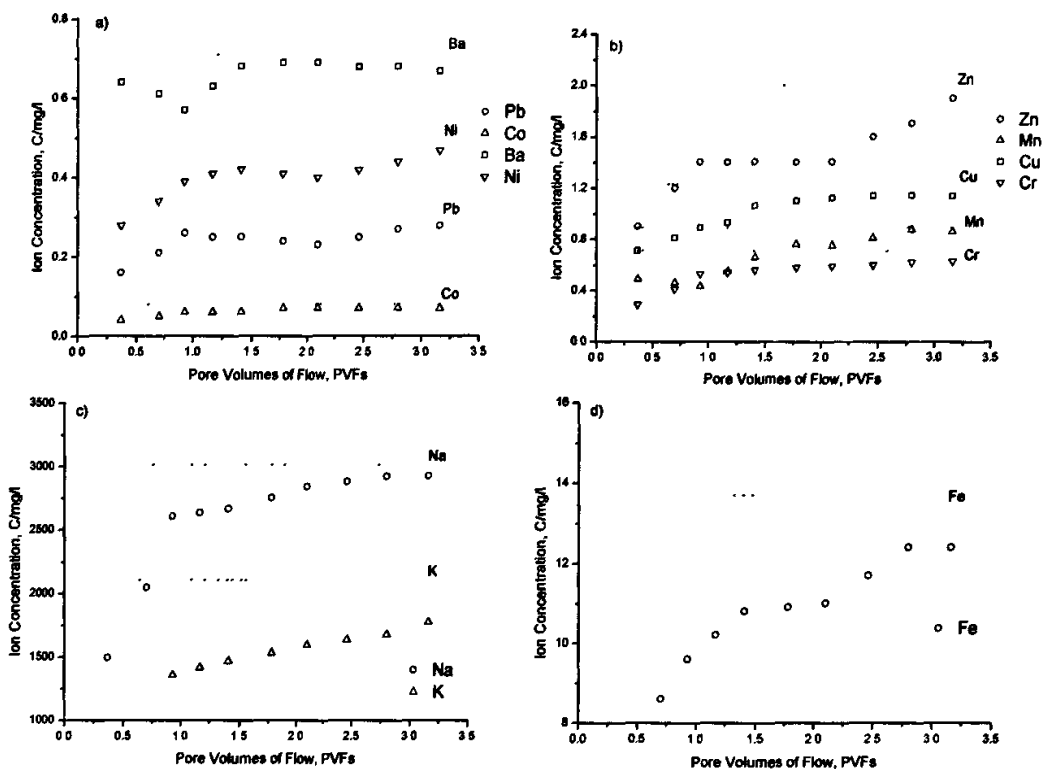 a)
0.8
0.6
0.4
0.2
0.0
Ion Concentration, C/mg/l
Ba
Ni
Pb
Co
0.0 0.5 1.0 1.5 2.0 2.5 3.0 3.5
Pore Volumes of Flow, PVFs
Pb
Co
Ba
Ni
b)
2.4
2.0
1.6
1.2
0.8
0.4
0.0
Ion Concentration, C/mg/l
Zn
Cu
Mn
Cr
0.0 0.5 1.0 1.5 2.0 2.5 3.0 3.5
Pore Volumes of Flow, PVFs
Zn
Mn
Cu
Cr
c)
3500
3000
2500
2000
1500
1000
Ion Concentration, C/mg/l
Na
K
Na
K
0.0 0.5 1.0 1.5 2.0 2.5 3.0 3.5
Pore Volumes of Flow, PVFs
d)
16
14
12
10
8
Ion Concentration, C/mg/l
Fe
Fe
0.0 0.5 1.0 1.5 2.0 2.5 3.0 3.5
Pore Volumes of Flow, PVFs